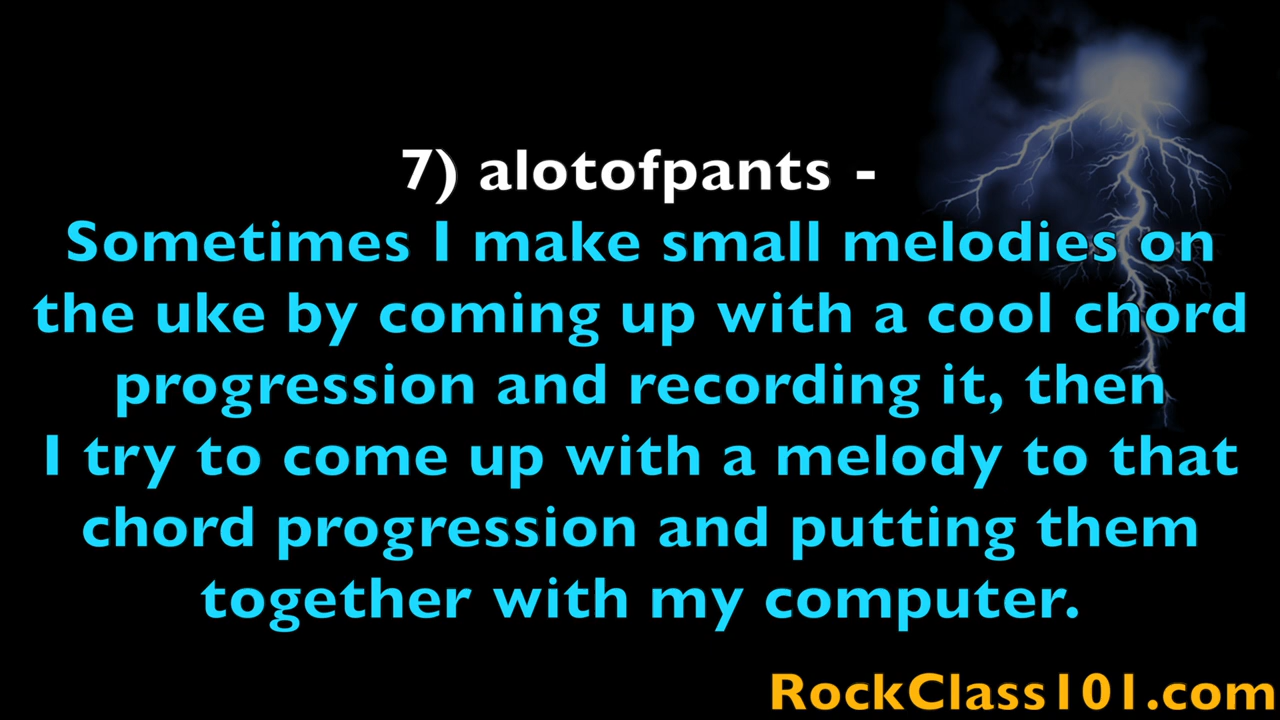 7) alotofpants -
Sometimes I make small melodies on
the uke by coming up with a cool chord
progression and recording it, then
I try to come up with a melody to that
chord progression and putting them
together with my computer.
RockClass101.com